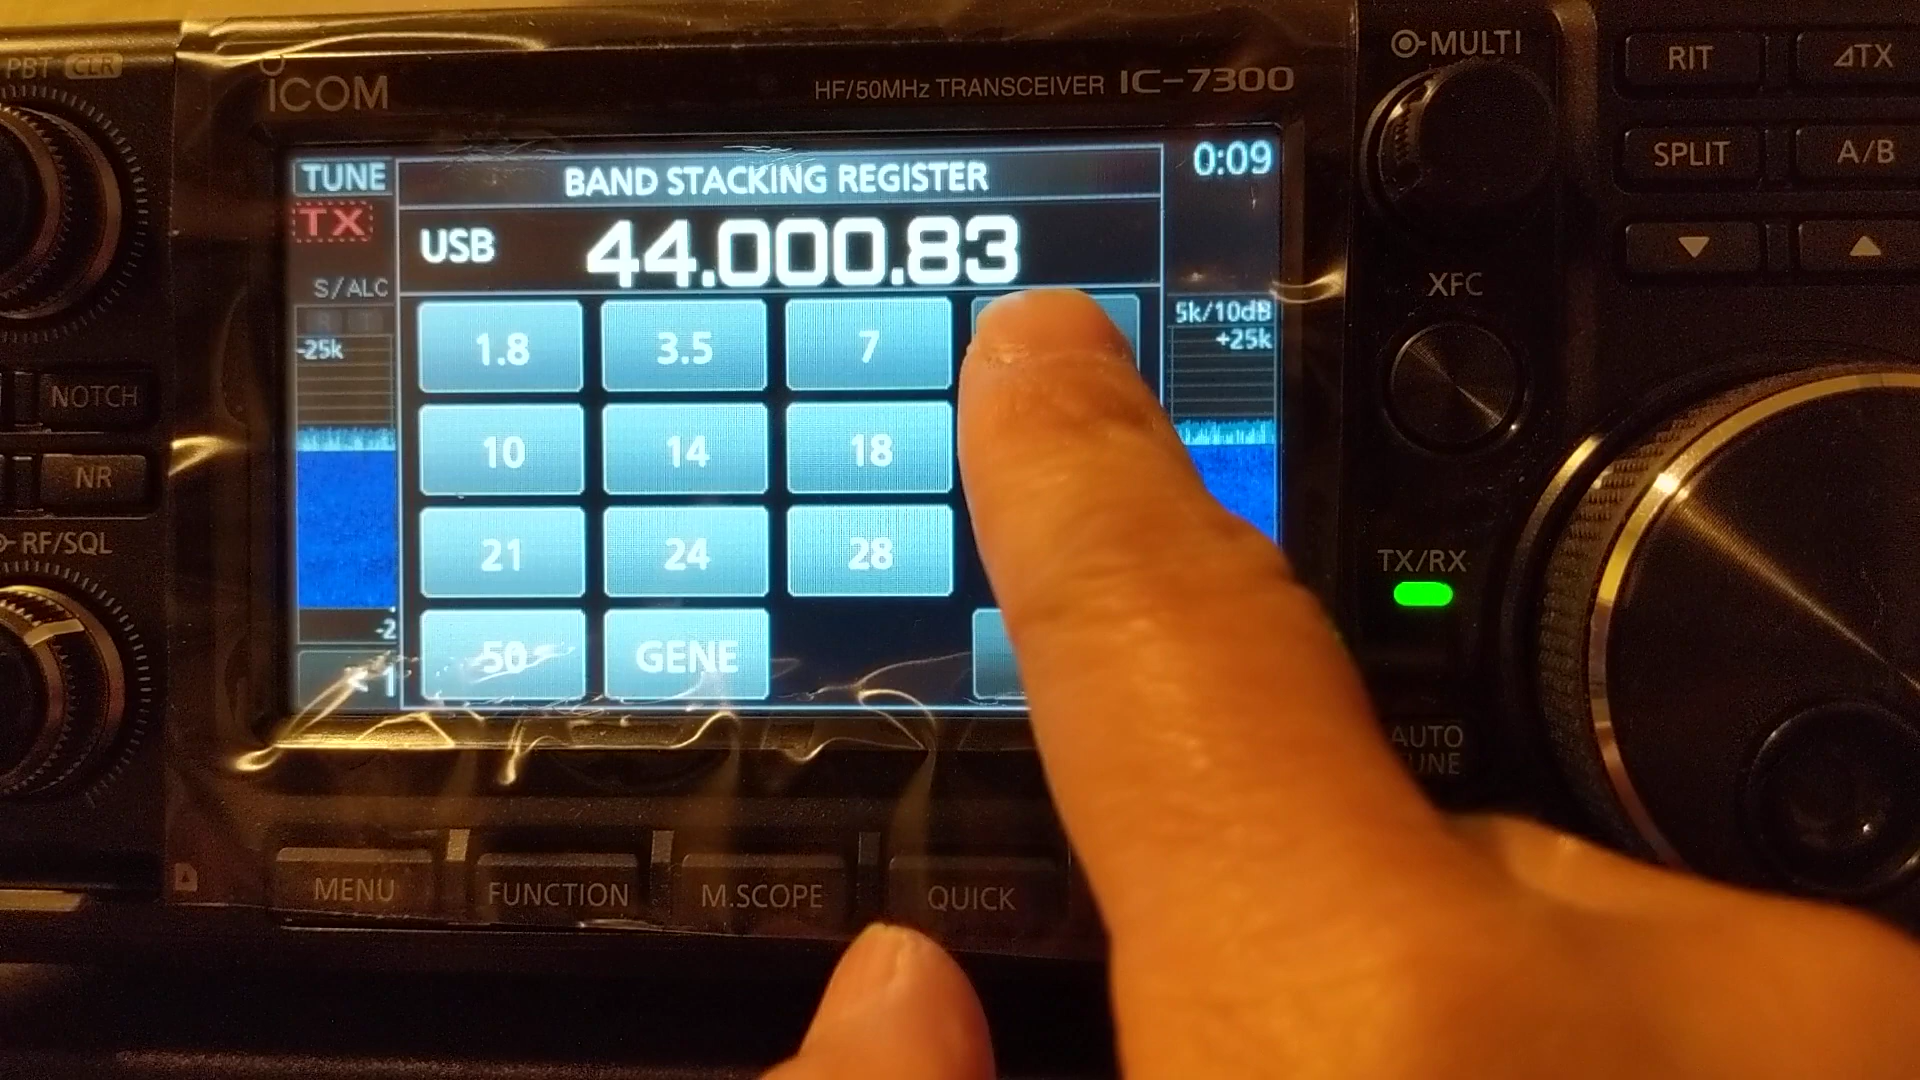 PBT CLR
ICOM
HF/50MHz TRANSCEIVER IC-7300
MULTI
RIT
⊿TX
TUNE
BAND STACKING REGISTER
0:09
SPLIT
A/B
TX
USB
44.000.83
▼
▲
S/ALC
XFC
R T
5k/10dB
-25k
+25k
1.8
3.5
7
NOTCH
10
14
18
NR
RF/SQL
21
24
28
TX/RX
50
GENE
< 1
AUTO
MENU
FUNCTION
M.SCOPE
QUICK